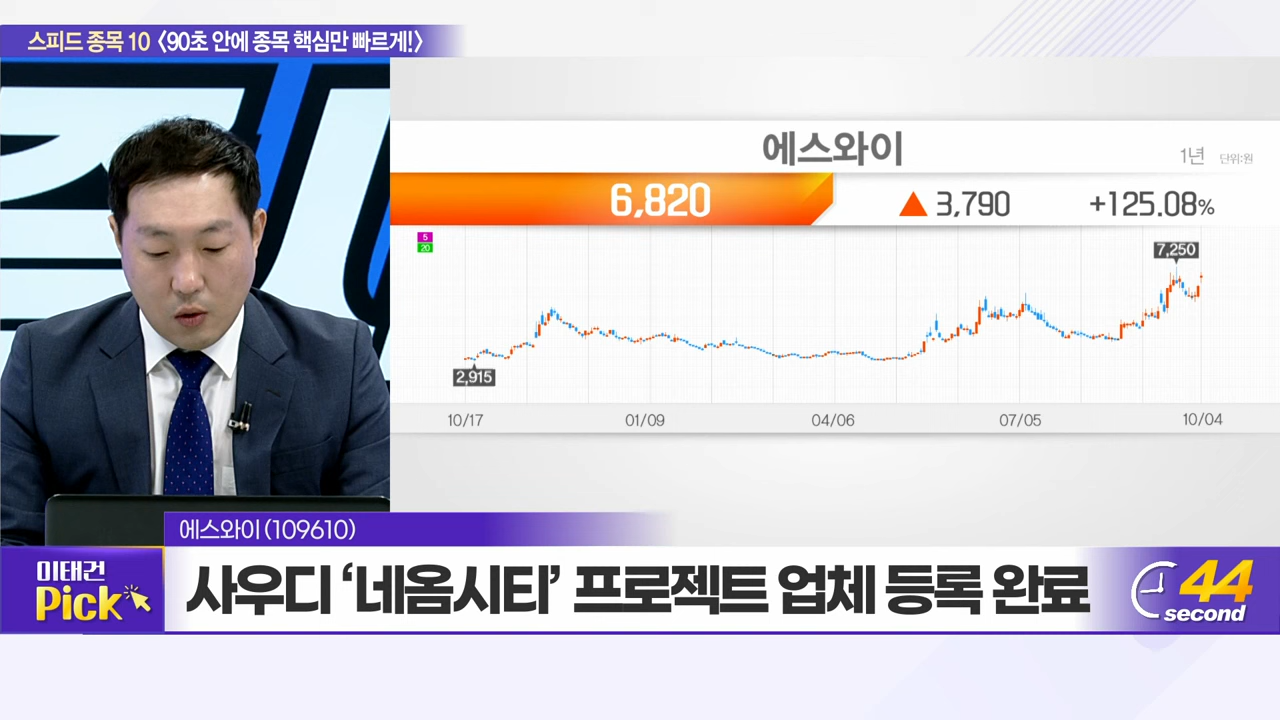 스피드 종목 10 〈90초 안에 종목 핵심만 빠르게!〉
에스와이
1년 단위:원
6,820 ▲ 3,790 +125.08%
5
20
7,250
2,915
10/17 01/09 04/06 07/05 10/04
에스와이 (109610)
이태건
Pick
사우디 ‘네옴시티’ 프로젝트 업체 등록 완료
44
second